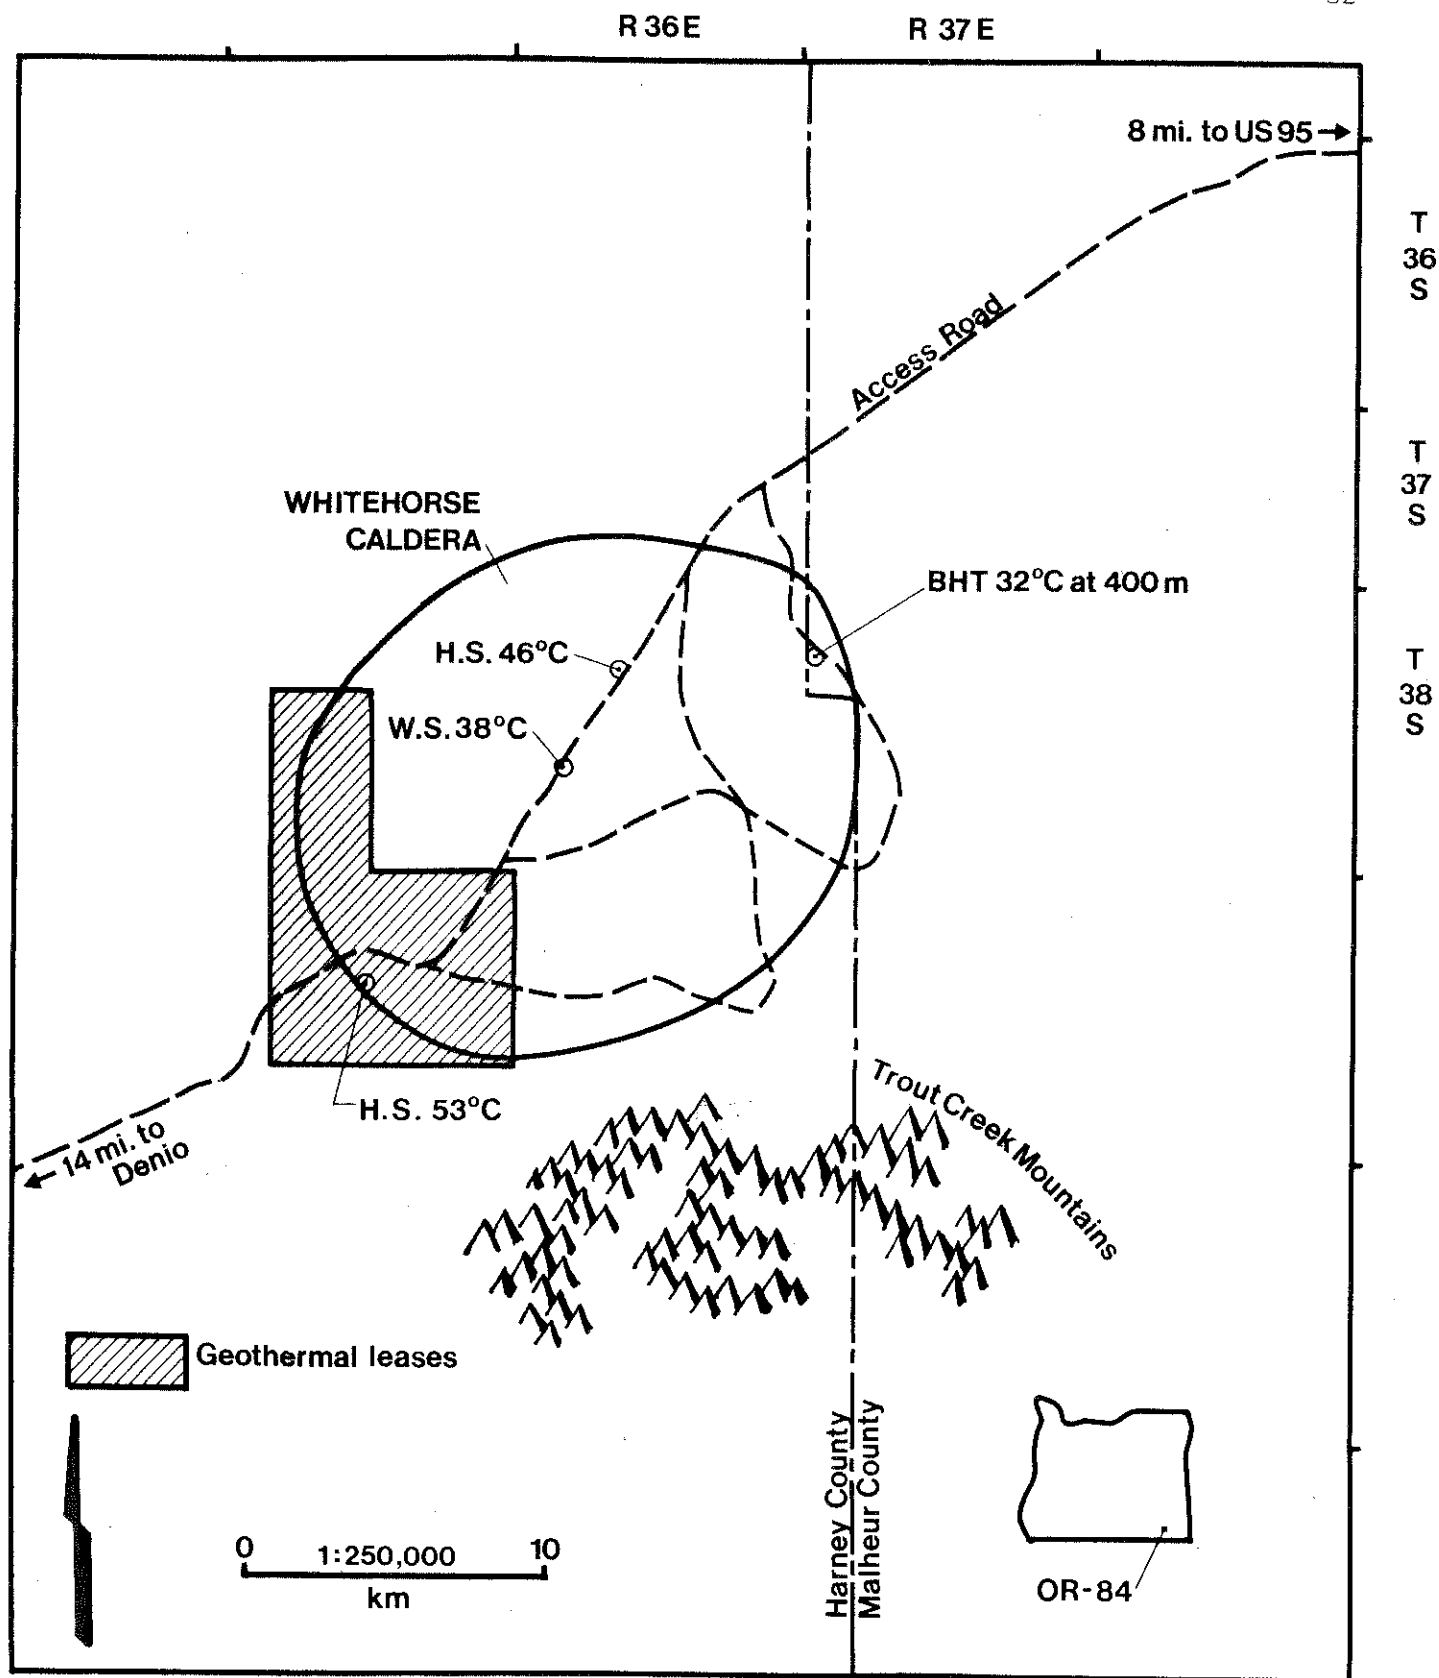 R 36 E
R 37 E
8 mi. to US 95
T
36
S
Access Road
T
37
S
WHITEHORSE
CALDERA
BHT 32°C at 400 m
H.S. 46°C
T
38
S
W.S. 38°C
H.S. 53°C
Trout Creek Mountains
14 mi. to
Denio
Geothermal leases
Harney County
Malheur County
0
1:250,000
10
km
OR-84